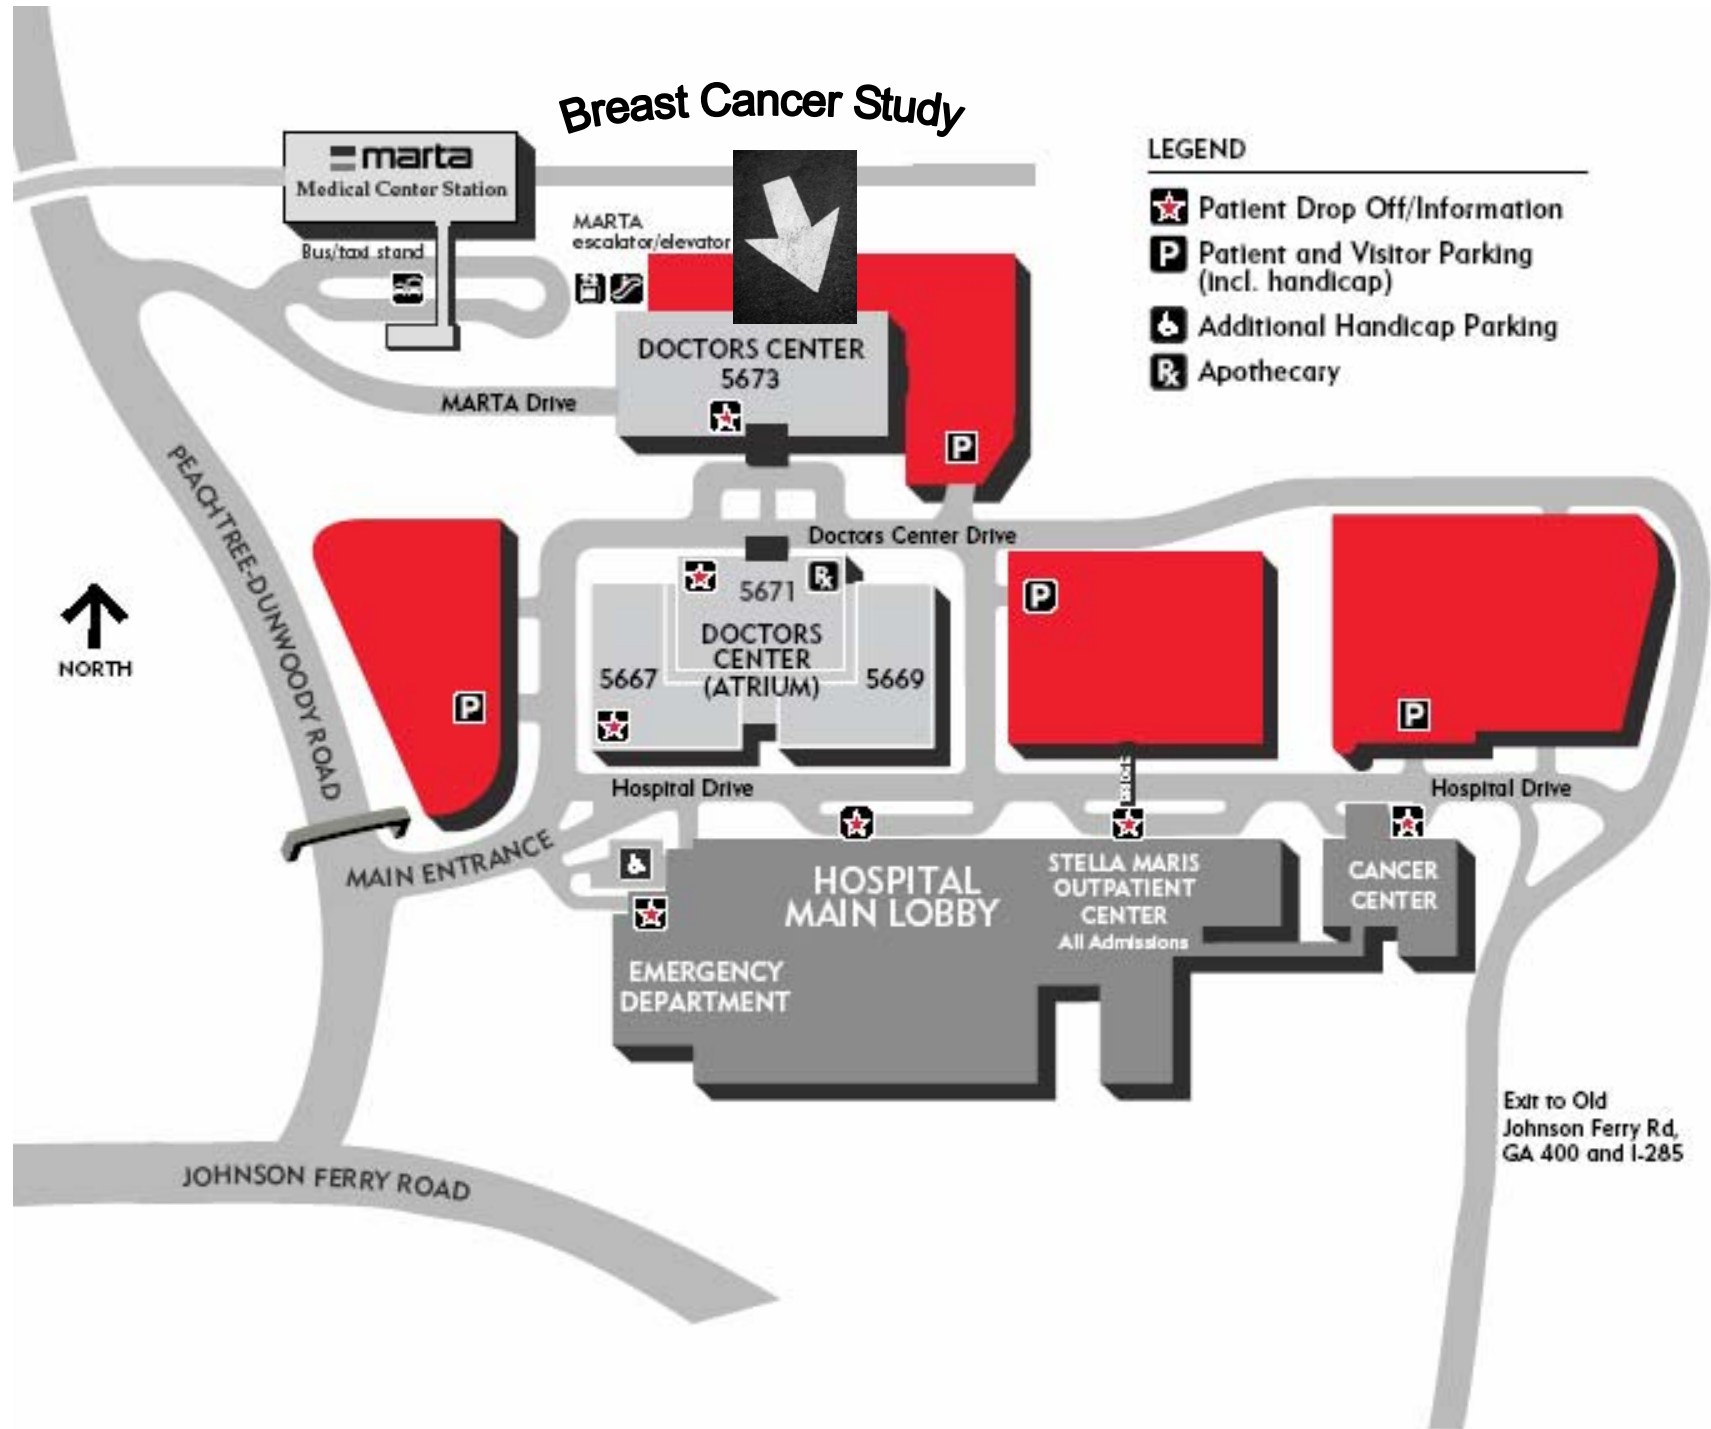 Breast Cancer Study
marta
Medical Center Station
Bus/taxi stand
MARTA
escalator/elevator
LEGEND
Patient Drop Off/Information
P
Patient and Visitor Parking
(incl. handicap)
Additional Handicap Parking
Rx
Apothecary
DOCTORS CENTER
5673
MARTA Drive
P
PEACHTREE-DUNWOODY ROAD
Doctors Center Drive
NORTH
P
5671
Rx
DOCTORS
CENTER
(ATRIUM)
5667
5669
P
P
Hospital Drive
Hospital Drive
MAIN ENTRANCE
HOSPITAL
MAIN LOBBY
STELLA MARIS
OUTPATIENT
CENTER
All Admissions
CANCER
CENTER
EMERGENCY
DEPARTMENT
Exit to Old
Johnson Ferry Rd,
GA 400 and I-285
JOHNSON FERRY ROAD